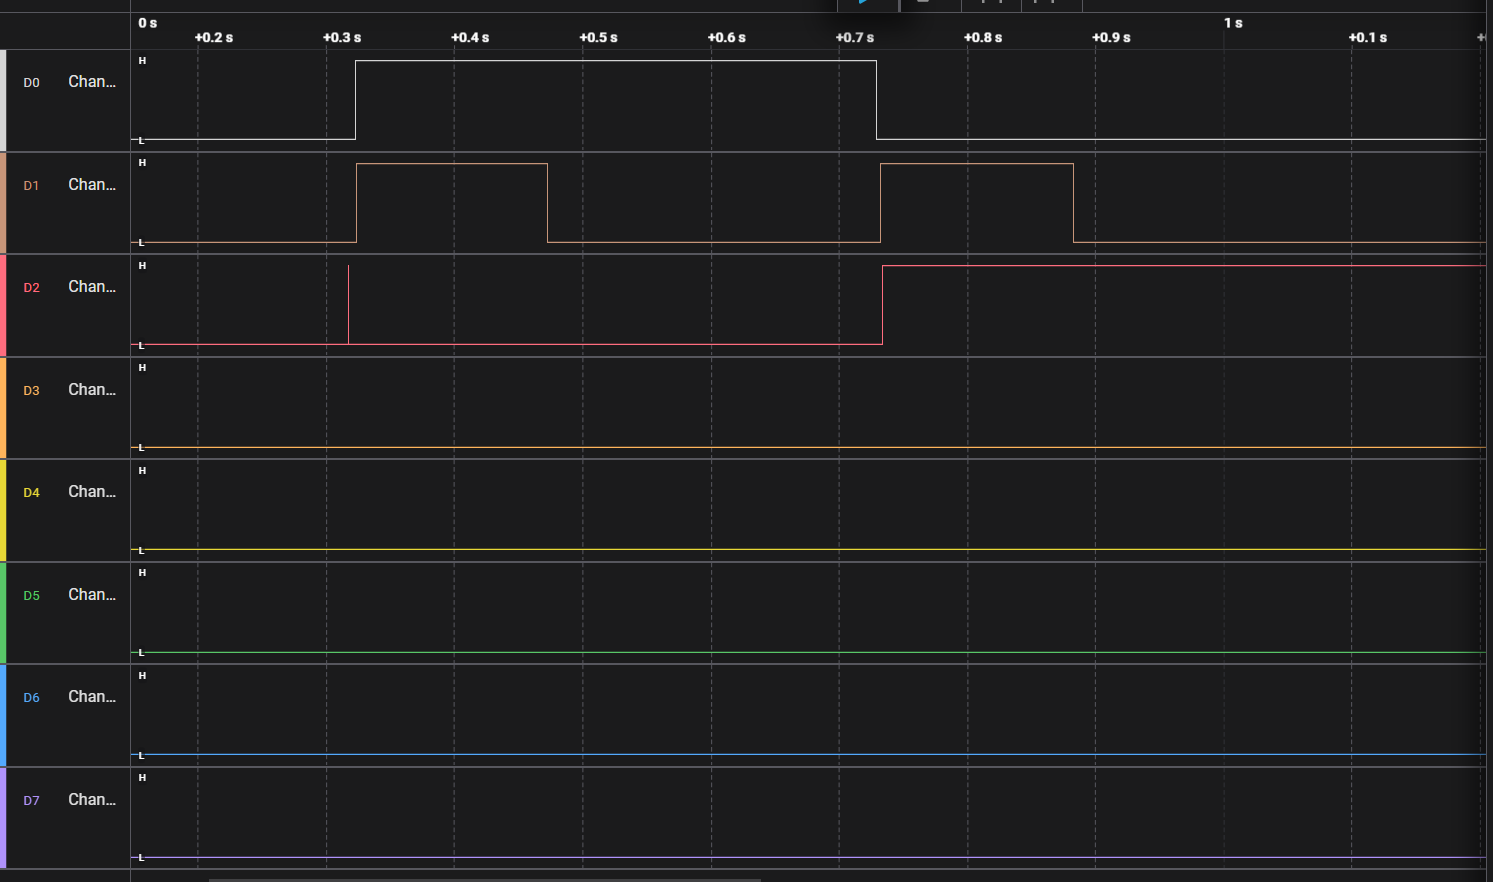 0 s 1 s
+0.2 s +0.3 s +0.4 s +0.5 s +0.6 s +0.7 s +0.8 s +0.9 s +0.1 s
H
D0 Chan...
L
H
D1 Chan...
L
H
D2 Chan...
L
H
D3 Chan...
L
H
D4 Chan...
L
H
D5 Chan...
L
H
D6 Chan...
L
H
D7 Chan...
L